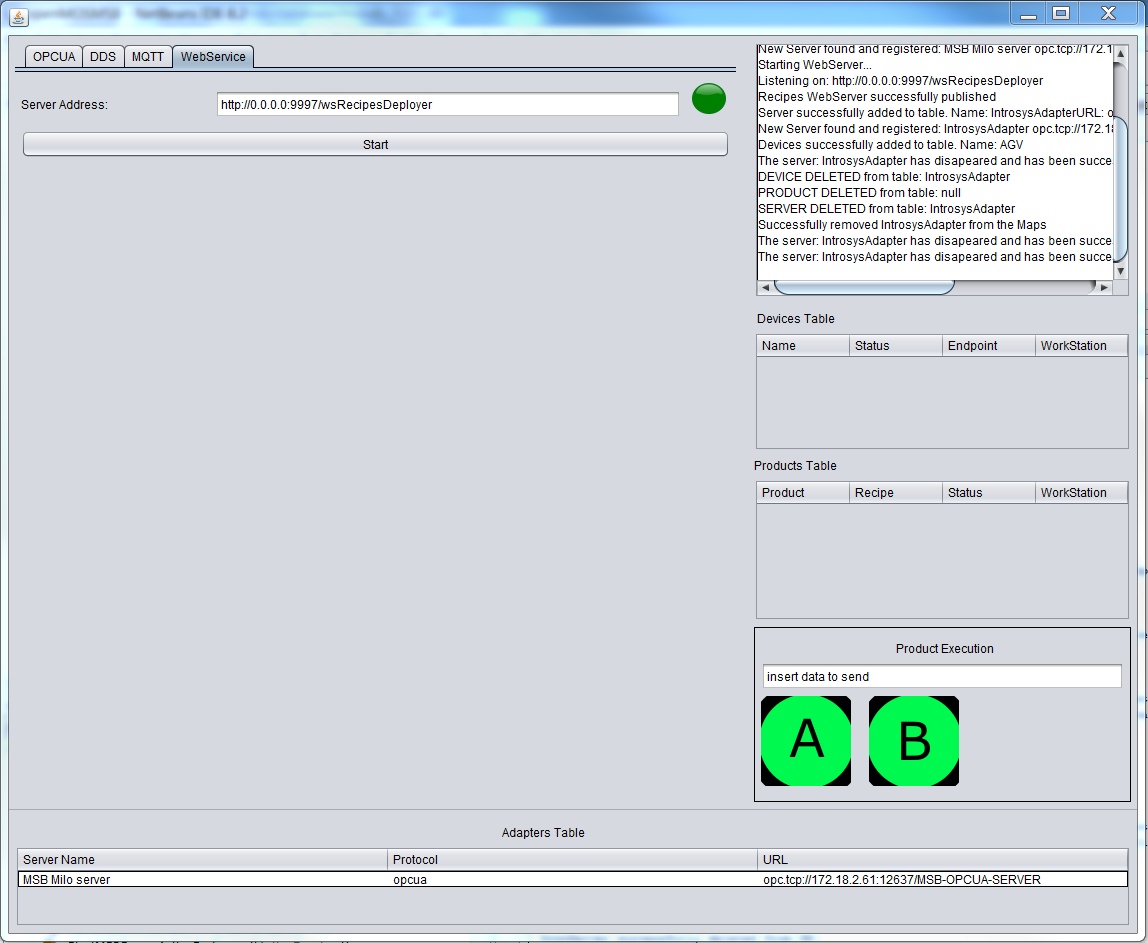 OPCUA DDS MQTT WebService
Server Address: http://0.0.0.0:9997/wsRecipesDeployer
Start
New Server found and registered: MSB Milo server opc.tcp://172.1
Starting WebServer...
Listening on: http://0.0.0.0:9997/wsRecipesDeployer
Recipes WebServer successfully published
Server successfully added to table. Name: IntrosysAdapterURL: o
New Server found and registered: IntrosysAdapter opc.tcp://172.18
Devices successfully added to table. Name: AGV
The server: IntrosysAdapter has disapeared and has been succe
DEVICE DELETED from table: IntrosysAdapter
PRODUCT DELETED from table: null
SERVER DELETED from table: IntrosysAdapter
Successfully removed IntrosysAdapter from the Maps
The server: IntrosysAdapter has disapeared and has been succe
The server: IntrosysAdapter has disapeared and has been succe
Devices Table
Name Status Endpoint WorkStation
Products Table
Product Recipe Status WorkStation
Product Execution
insert data to send
A B
Adapters Table
Server Name Protocol URL
MSB Milo server opcua opc.tcp://172.18.2.61:12637/MSB-OPCUA-SERVER